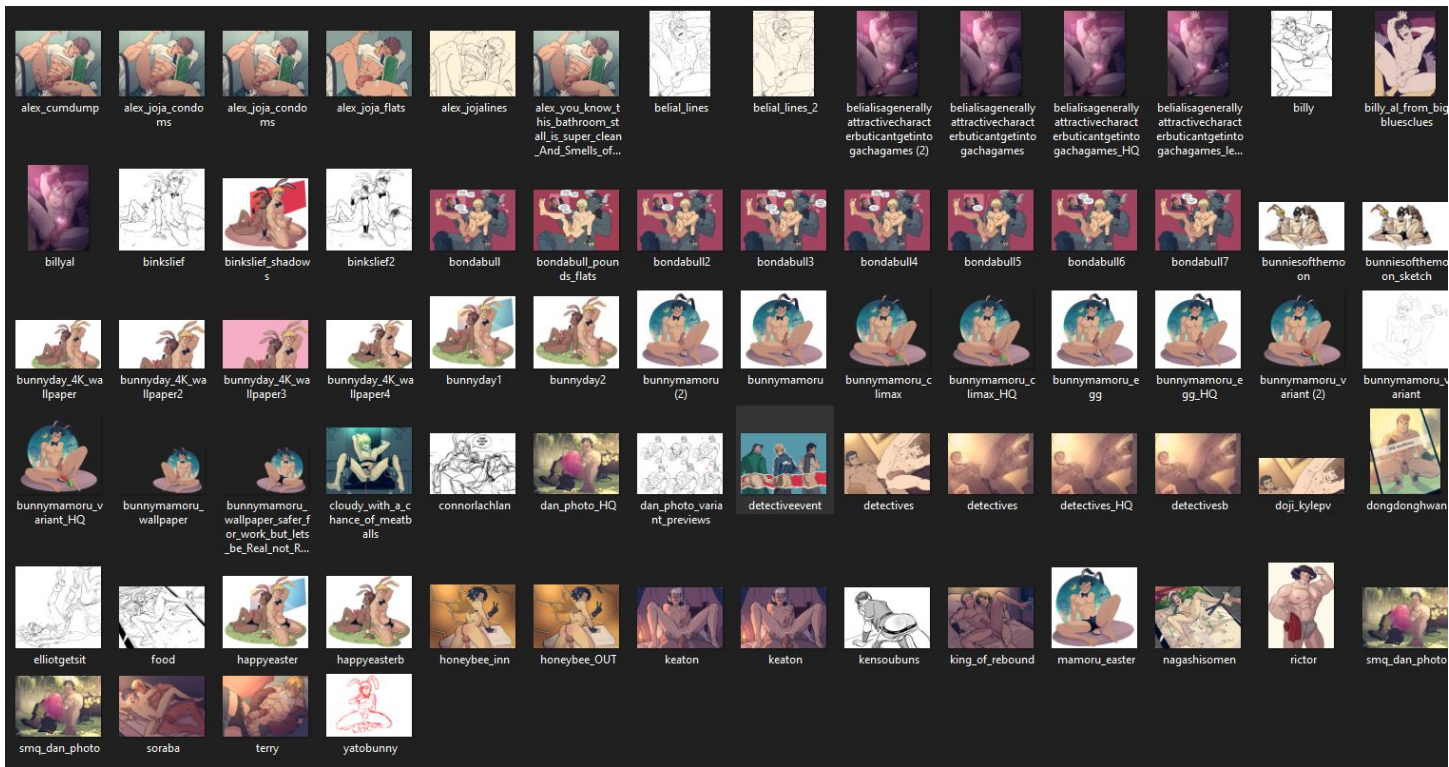 alex_cumdump
alex_joja_condo
ms
alex_joja_condo
ms
alex_joja_flats
alex_jojalines
alex_you_know_t
his_bathroom_st
all_is_super_clean
_And_Smells_of...
belial_lines
belial_lines_2
belialisagenerally
attractivecharact
erbuticantgetinto
gachagames (2)
belialisagenerally
attractivecharact
erbuticantgetinto
gachagames
belialisagenerally
attractivecharact
erbuticantgetinto
gachagames_HQ
belialisagenerally
attractivecharact
erbuticantgetinto
gachagames_le...
billy
billy_al_from_big
bluesclues
billyal
binkslief
binkslief_shadow
s
binkslief2
bondabull
bondabull_poun
ds_flats
bondabull2
bondabull3
bondabull4
bondabull5
bondabull6
bondabull7
bunniesofthemo
on
bunniesofthemo
on_sketch
bunnyday_4K_wa
llpaper
bunnyday_4K_wa
llpaper2
bunnyday_4K_wa
llpaper3
bunnyday_4K_wa
llpaper4
bunnyday1
bunnyday2
bunnymamoru
(2)
bunnymamoru
bunnymamoru_c
limax
bunnymamoru_c
limax_HQ
bunnymamoru_e
gg
bunnymamoru_e
gg_HQ
bunnymamoru_v
ariant (2)
bunnymamoru_v
ariant
bunnymamoru_v
ariant_HQ
bunnymamoru_
wallpaper
bunnymamoru_
wallpaper_safer_f
or_work_but_lets
_be_Real_not_R...
cloudy_with_a_c
hance_of_meatb
alls
connorlachlan
dan_photo_HQ
dan_photo_varia
nt_previews
detectiveevent
detectives
detectives
detectives_HQ
detectivesb
doji_kylepv
dongdonghwan
elliotgetsit
food
happyeaster
happyeasterb
honeybee_inn
honeybee_OUT
keaton
keaton
kensoubuns
king_of_rebound
mamoru_easter
nagashisomen
rictor
smq_dan_photo
smq_dan_photo
soraba
terry
yatobunny